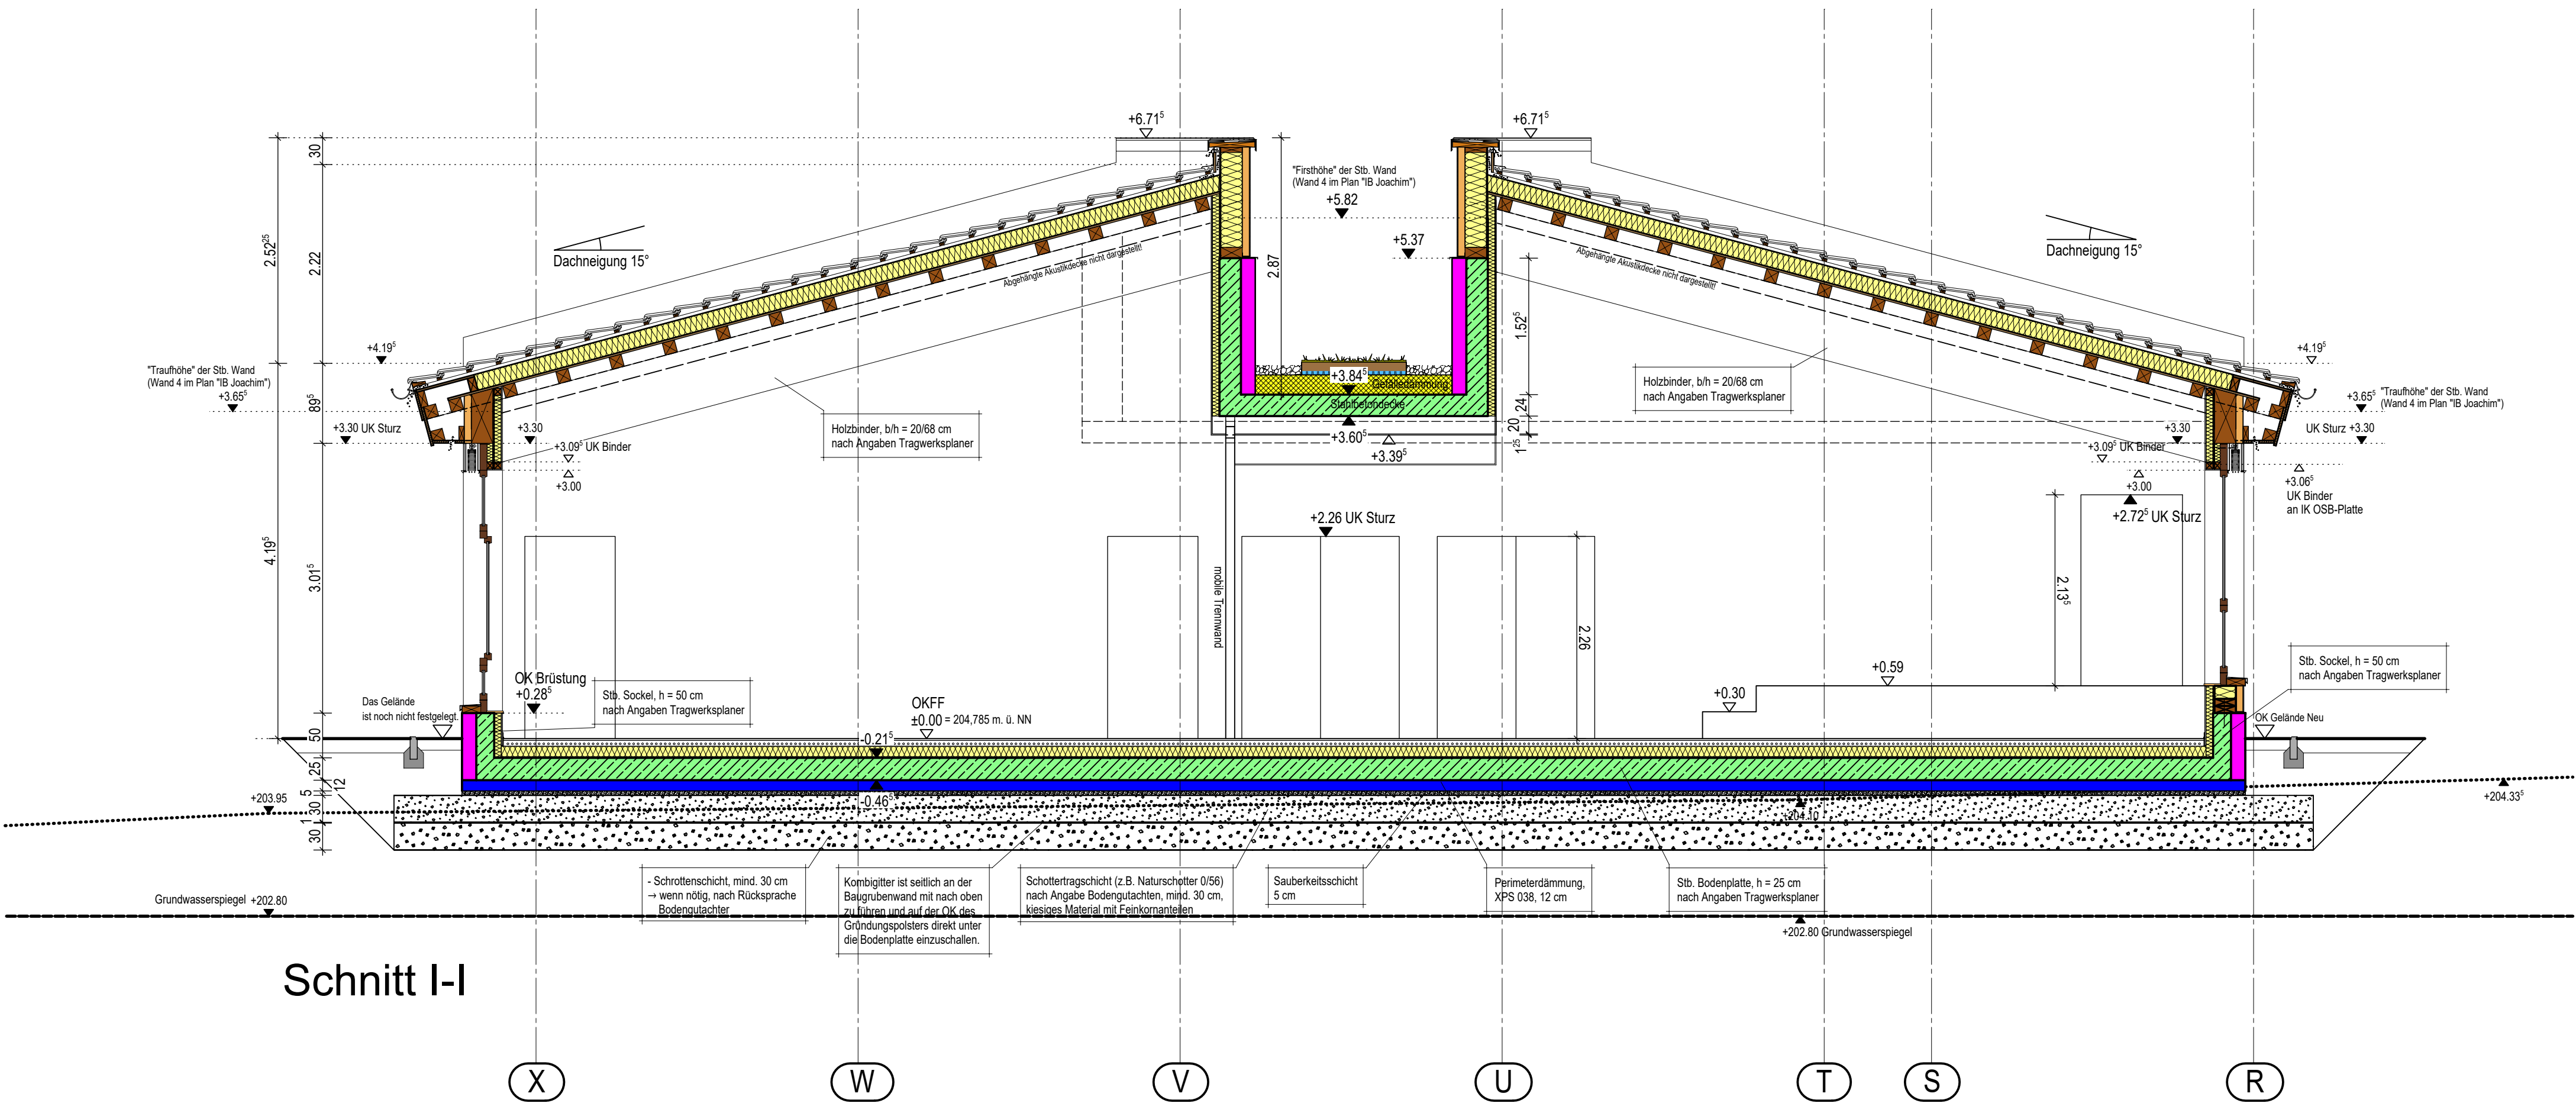 +6.71⁵
+6.71⁵
30
2.52²⁵
2.22
2.87
"Firsthöhe" der Stb. Wand
(Wand 4 im Plan "IB Joachim")
+5.82
+5.37
Dachneigung 15°
Dachneigung 15°
Abgehängte Akustikdecke nicht dargestellt!
Abgehängte Akustikdecke nicht dargestellt!
1.52⁵
+4.19⁵
+4.19⁵
"Traufhöhe" der Stb. Wand
(Wand 4 im Plan "IB Joachim")
+3.65⁵
89⁵
+3.84⁵
Gefälledämmung
Stahlbetondecke
24
20
1²⁵
Holzbinder, b/h = 20/68 cm
nach Angaben Tragwerksplaner
+3.65⁵
"Traufhöhe" der Stb. Wand
(Wand 4 im Plan "IB Joachim")
+3.30 UK Sturz
+3.30
+3.09⁵ UK Binder
+3.00
Holzbinder, b/h = 20/68 cm
nach Angaben Tragwerksplaner
+3.60⁵
+3.39⁵
+3.30
UK Sturz +3.30
+3.09⁵ UK Binder
+3.00
+3.06⁵
UK Binder
an IK OSB-Platte
+2.26 UK Sturz
+2.72⁵ UK Sturz
4.19⁵
3.01⁵
mobile Trennwand
2.26
2.13⁵
OK Brüstung
+0.28⁵
Stb. Sockel, h = 50 cm
nach Angaben Tragwerksplaner
OKFF
±0.00 = 204,785 m. ü. NN
+0.59
+0.30
Stb. Sockel, h = 50 cm
nach Angaben Tragwerksplaner
Das Gelände
ist noch nicht festgelegt.
OK Gelände Neu
50
-0.21⁵
25
12
5
-0.46⁵
+203.95
30
1
30
+204.10
+204.33⁵
- Schrottenschicht, mind. 30 cm
→ wenn nötig, nach Rücksprache
Bodengutachter
Kombigitter ist seitlich an der
Baugrubenwand mit nach oben
zu führen und auf der OK des
Gründungspolsters direkt unter
die Bodenplatte einzuschallen.
Schottertragschicht (z.B. Naturschotter 0/56)
nach Angabe Bodengutachten, mind. 30 cm,
kiesiges Material mit Feinkornanteilen
Sauberkeitsschicht
5 cm
Perimeterdämmung,
XPS 038, 12 cm
Stb. Bodenplatte, h = 25 cm
nach Angaben Tragwerksplaner
Grundwasserspiegel +202.80
+202.80 Grundwasserspiegel
Schnitt I-I
X
W
V
U
T
S
R